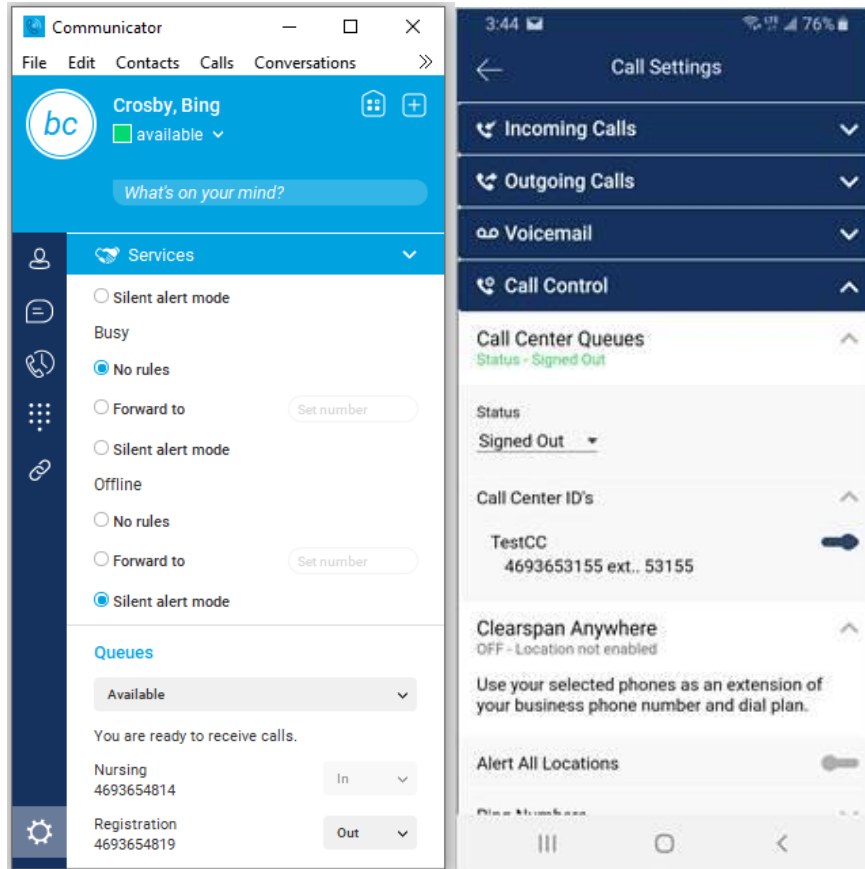 Communicator
File Edit Contacts Calls Conversations
bc
Crosby, Bing
available
What's on your mind?
Services
Silent alert mode
Busy
No rules
Forward to Set number
Silent alert mode
Offline
No rules
Forward to Set number
Silent alert mode
Queues
Available
You are ready to receive calls.
Nursing
4693654814
In
Registration
4693654819
Out
3:44 76%
Call Settings
Incoming Calls
Outgoing Calls
Voicemail
Call Control
Call Center Queues
Status - Signed Out
Status
Signed Out
Call Center ID's
TestCC
4693653155 ext.. 53155
Clearspan Anywhere
OFF - Location not enabled
Use your selected phones as an extension of
your business phone number and dial plan.
Alert All Locations